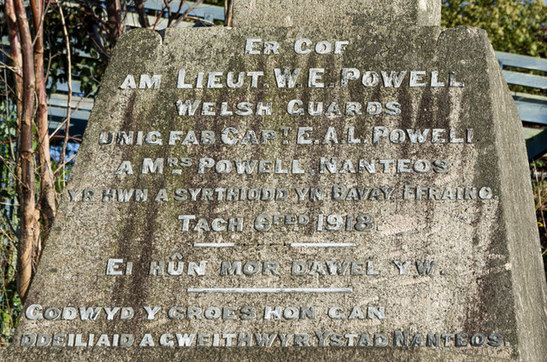 Er Cof
am Lieut. W. E. Powell
Welsh Guards
unig fab Capt. E. A. L. Powell
a Mrs Powell, Nanteos
yr hwn a syrthiodd yn Bavay, Ffrainc.
Tach. 6ed 1918.
Ei hûn mor dawel yw.
Godwyd y groes hon gan
ddeiliaid a gweithwyr Ystad Nanteos.